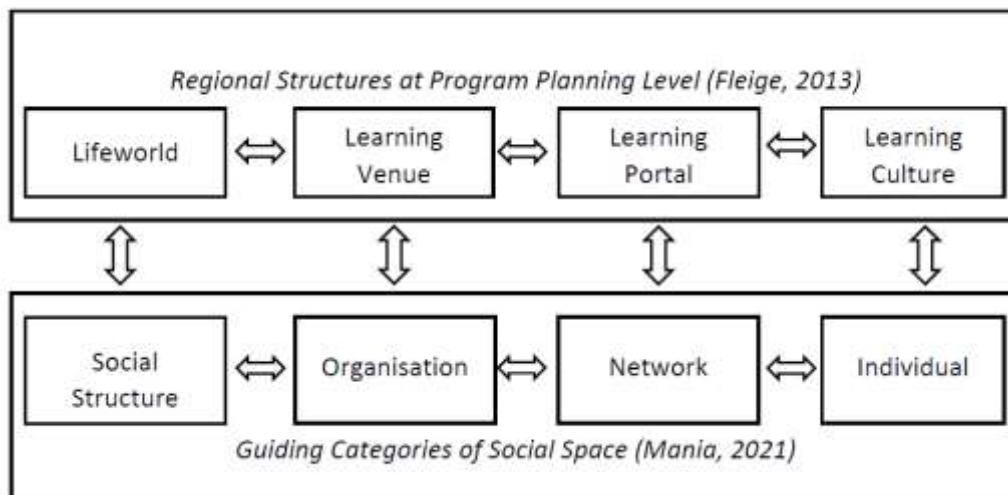 Regional Structures at Program Planning Level (Fleige, 2013)
Lifeworld
Learning
Venue
Learning
Portal
Learning
Culture
Social
Structure
Organisation
Network
Individual
Guiding Categories of Social Space (Mania, 2021)